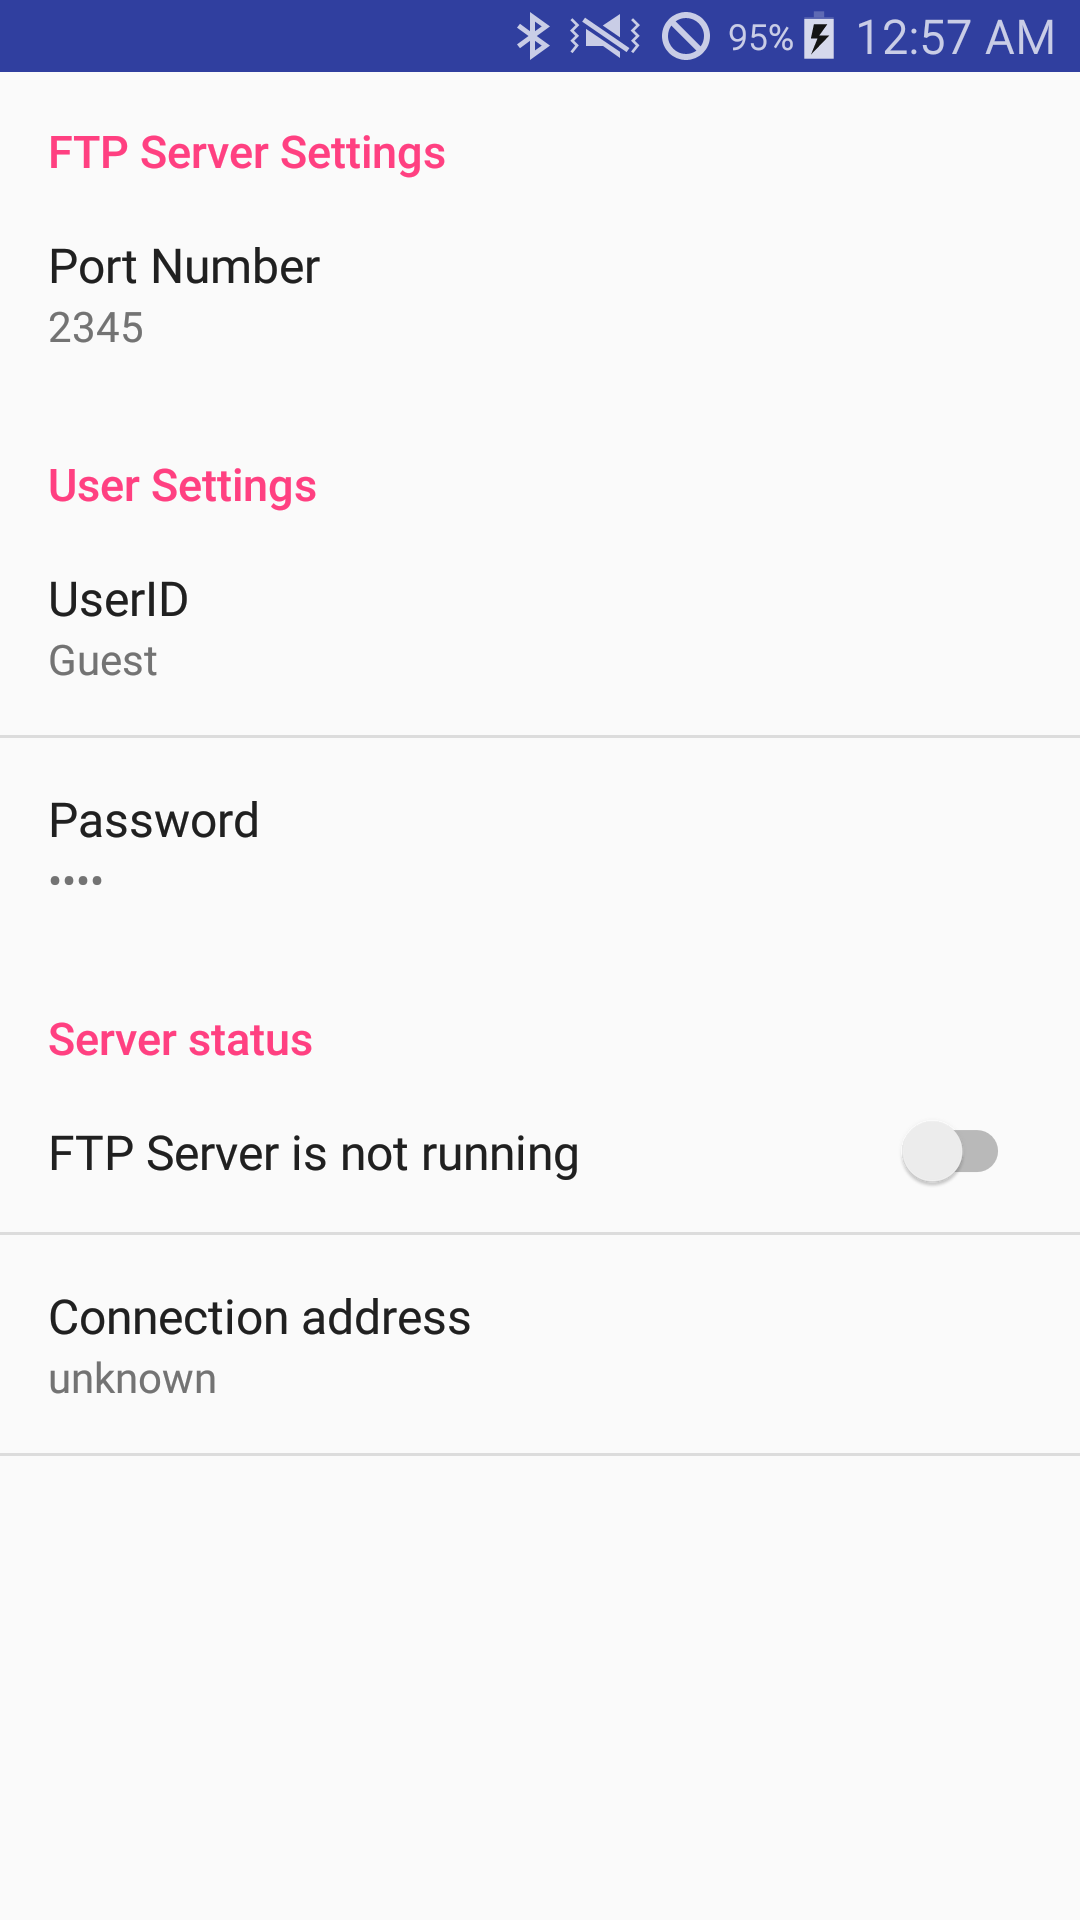 95% 12:57 AM
FTP Server Settings
Port Number
2345
User Settings
UserID
Guest
Password
••••
Server status
FTP Server is not running
Connection address
unknown